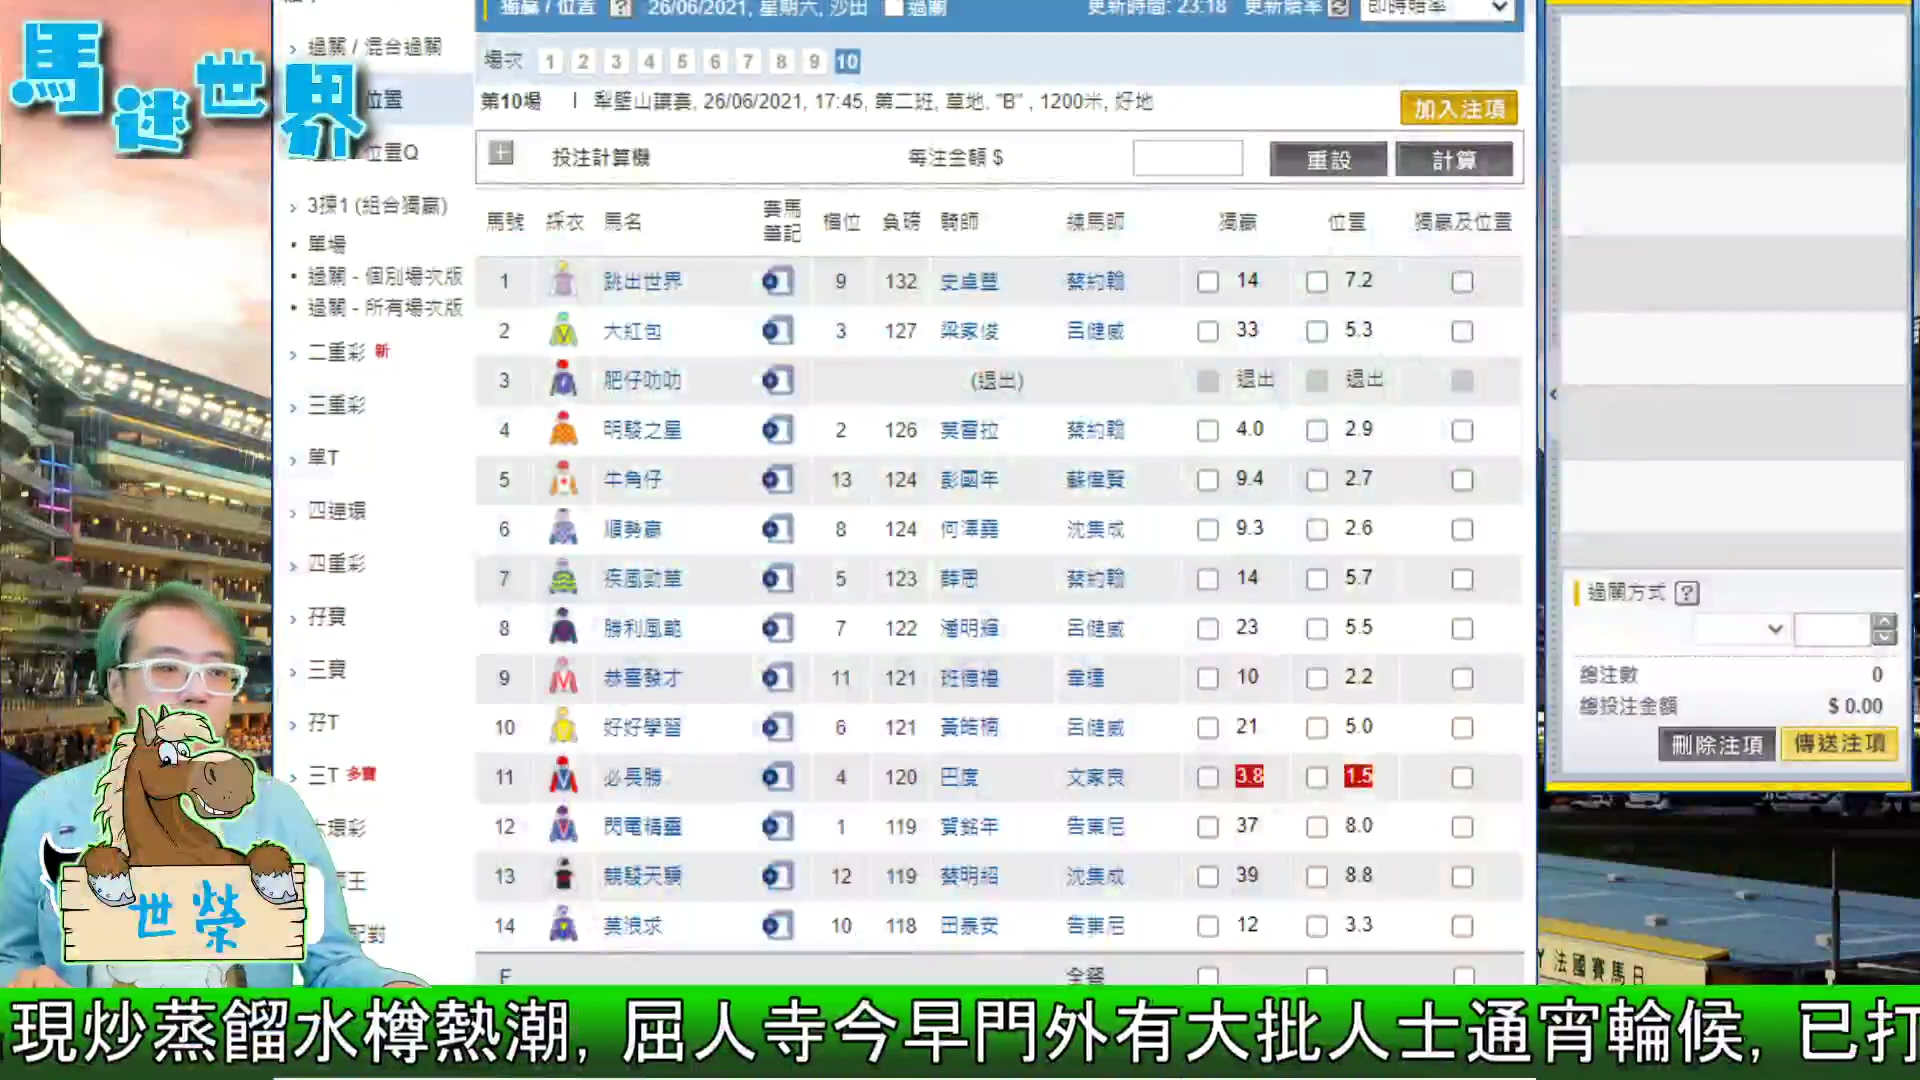 馬迷世界
獨贏 / 位置 ? 26/06/2021, 星期六, 沙田 過關 更新時間: 23:18 更新賠率 即時賠率
場次 1 2 3 4 5 6 7 8 9 10
第10場 | 犁壁山讓賽, 26/06/2021, 17:45, 第二班, 草地, "B" , 1200米, 好地
加入注項
+ 投注計算機 每注金額 $ 重設 計算
馬號 綵衣 馬名 賽馬筆記 檔位 負磅 騎師 練馬師 獨贏 位置 獨贏及位置
1 跳出世界 9 132 史卓豐 蔡約翰 14 7.2
2 大紅包 3 127 梁家俊 呂健威 33 5.3
3 肥仔叻叻 (退出) 退出 退出
4 明駿之星 2 126 莫雷拉 蔡約翰 4.0 2.9
5 牛角仔 13 124 彭國年 蘇偉賢 9.4 2.7
6 順勢贏 8 124 何澤堯 沈集成 9.3 2.6
7 疾風勁草 5 123 薛恩 蔡約翰 14 5.7
8 勝利風範 7 122 潘明輝 呂健威 23 5.5
9 恭喜發才 11 121 班德禮 韋達 10 2.2
10 好好學習 6 121 黃皓楠 呂健威 21 5.0
11 必長勝 4 120 巴度 文家良 3.8 1.5
12 閃電精靈 1 119 賀銘年 告東尼 37 8.0
13 競駿天驕 12 119 蔡明紹 沈集成 39 8.8
14 莫浪求 10 118 田泰安 告東尼 12 3.3
F 全餐
過關 / 混合過關
位置
位置Q
3揀1 (組合獨贏)
單場
過關 - 個別場次版
過關 - 所有場次版
二重彩 新
三重彩
單T
四連環
四重彩
孖寶
三寶
孖T
三T 多寶
六環彩
王
配對
過關方式 ?
總注數 0
總投注金額 $ 0.00
刪除注項 傳送注項
世榮
法國賽馬日
現炒蒸餾水樽熱潮, 屈人寺今早門外有大批人士通宵輪候, 已打